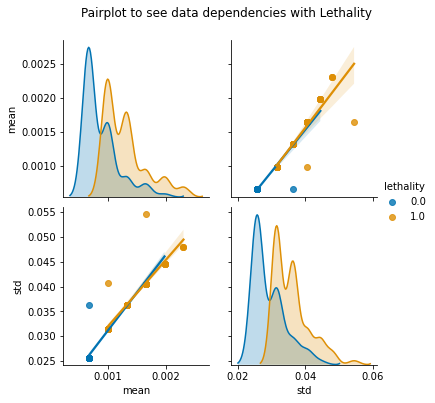 Pairplot to see data dependencies with Lethality
0.0025
0.0020
0.0015
0.0010
mean
lethality
0.0
1.0
0.055
0.050
0.045
0.040
0.035
0.030
0.025
std
0.001 0.002
mean
0.02 0.04 0.06
std